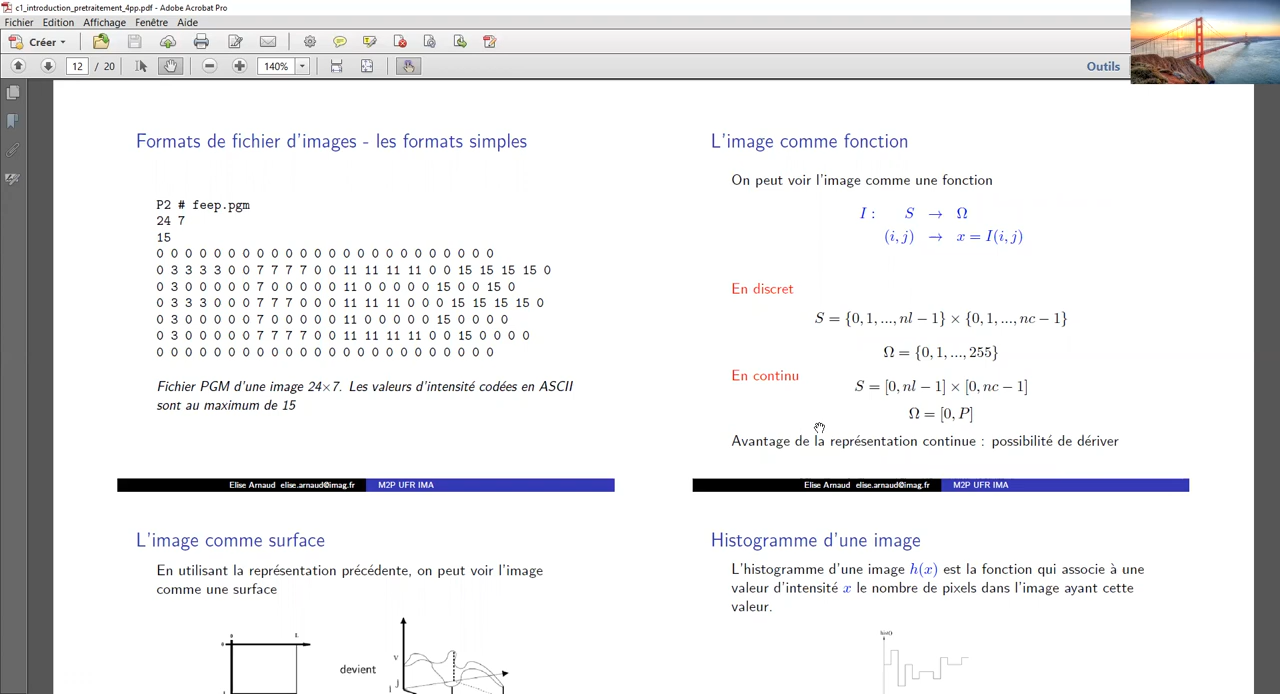 c1_introduction_pretraitement_4pp.pdf - Adobe Acrobat Pro
Fichier Edition Affichage Fenêtre Aide
Créer
12 / 20 140% Outils
Formats de fichier d'images - les formats simples
P2 # feep.pgm
24 7
15
0 0 0 0 0 0 0 0 0 0 0 0 0 0 0 0 0 0 0 0 0 0 0 0
0 3 3 3 3 0 0 7 7 7 7 0 0 11 11 11 11 0 0 15 15 15 15 0
0 3 0 0 0 0 0 7 0 0 0 0 0 11 0 0 0 0 0 15 0 0 15 0
0 3 3 3 0 0 0 7 7 7 0 0 0 11 11 11 0 0 0 15 15 15 15 0
0 3 0 0 0 0 0 7 0 0 0 0 0 11 0 0 0 0 0 15 0 0 0 0
0 3 0 0 0 0 0 7 7 7 7 0 0 11 11 11 11 0 0 15 0 0 0 0
0 0 0 0 0 0 0 0 0 0 0 0 0 0 0 0 0 0 0 0 0 0 0 0
Fichier PGM d'une image 24×7. Les valeurs d'intensité codées en ASCII
sont au maximum de 15
Elise Arnaud elise.arnaud@imag.fr M2P UFR IMA
L'image comme fonction
On peut voir l'image comme une fonction
I : S → Ω
(i, j) → x = I(i, j)
En discret
S = {0, 1, ..., nl − 1} × {0, 1, ..., nc − 1}
Ω = {0, 1, ..., 255}
En continu
S = [0, nl − 1] × [0, nc − 1]
Ω = [0, P]
Avantage de la représentation continue : possibilité de dériver
Elise Arnaud elise.arnaud@imag.fr M2P UFR IMA
L'image comme surface
En utilisant la représentation précédente, on peut voir l'image
comme une surface
devient
v
j
Histogramme d'une image
L'histogramme d'une image h(x) est la fonction qui associe à une
valeur d'intensité x le nombre de pixels dans l'image ayant cette
valeur.